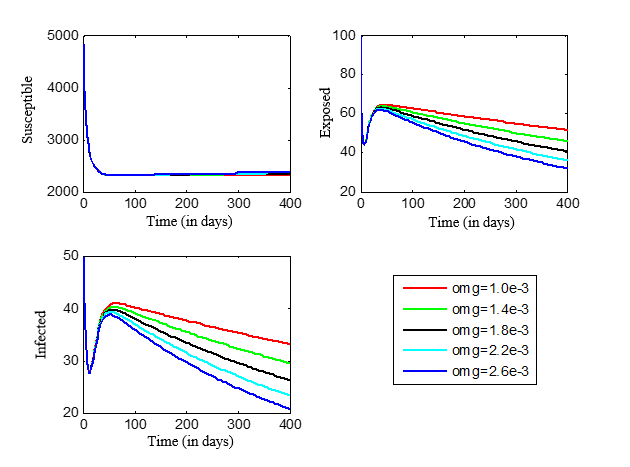 5000
4000
3000
2000
Susceptible
0 100 200 300 400
Time (in days)
100
80
60
40
20
Exposed
0 100 200 300 400
Time (in days)
50
40
30
20
Infected
0 100 200 300 400
Time (in days)
omg=1.0e-3
omg=1.4e-3
omg=1.8e-3
omg=2.2e-3
omg=2.6e-3